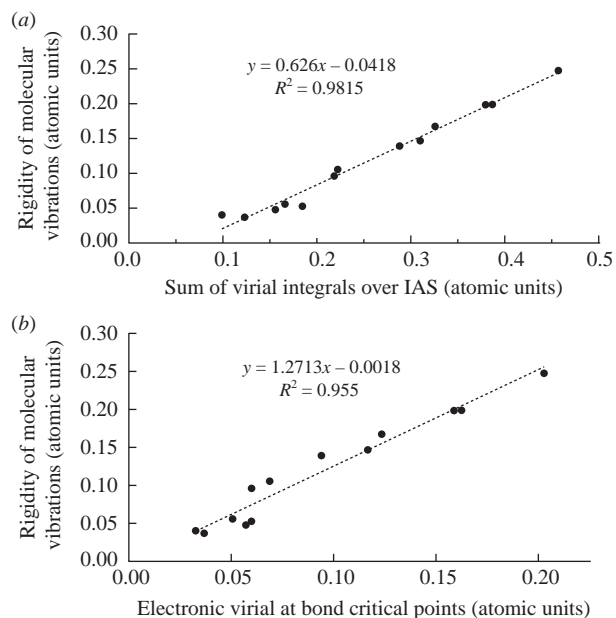 (a)
0.30
0.25
0.20
0.15
0.10
0.05
0.00
Rigidity of molecular
vibrations (atomic units)
y = 0.626x – 0.0418
R² = 0.9815
0.0
0.1
0.2
0.3
0.4
0.5
Sum of virial integrals over IAS (atomic units)
(b)
0.30
0.25
0.20
0.15
0.10
0.05
0.00
Rigidity of molecular
vibrations (atomic units)
y = 1.2713x – 0.0018
R² = 0.955
0.00
0.05
0.10
0.15
0.20
Electronic virial at bond critical points (atomic units)